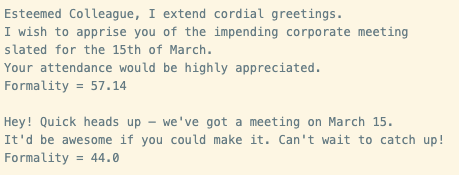 Esteemed Colleague, I extend cordial greetings.
I wish to apprise you of the impending corporate meeting
slated for the 15th of March.
Your attendance would be highly appreciated.
Formality = 57.14

Hey! Quick heads up – we've got a meeting on March 15.
It'd be awesome if you could make it. Can't wait to catch up!
Formality = 44.0